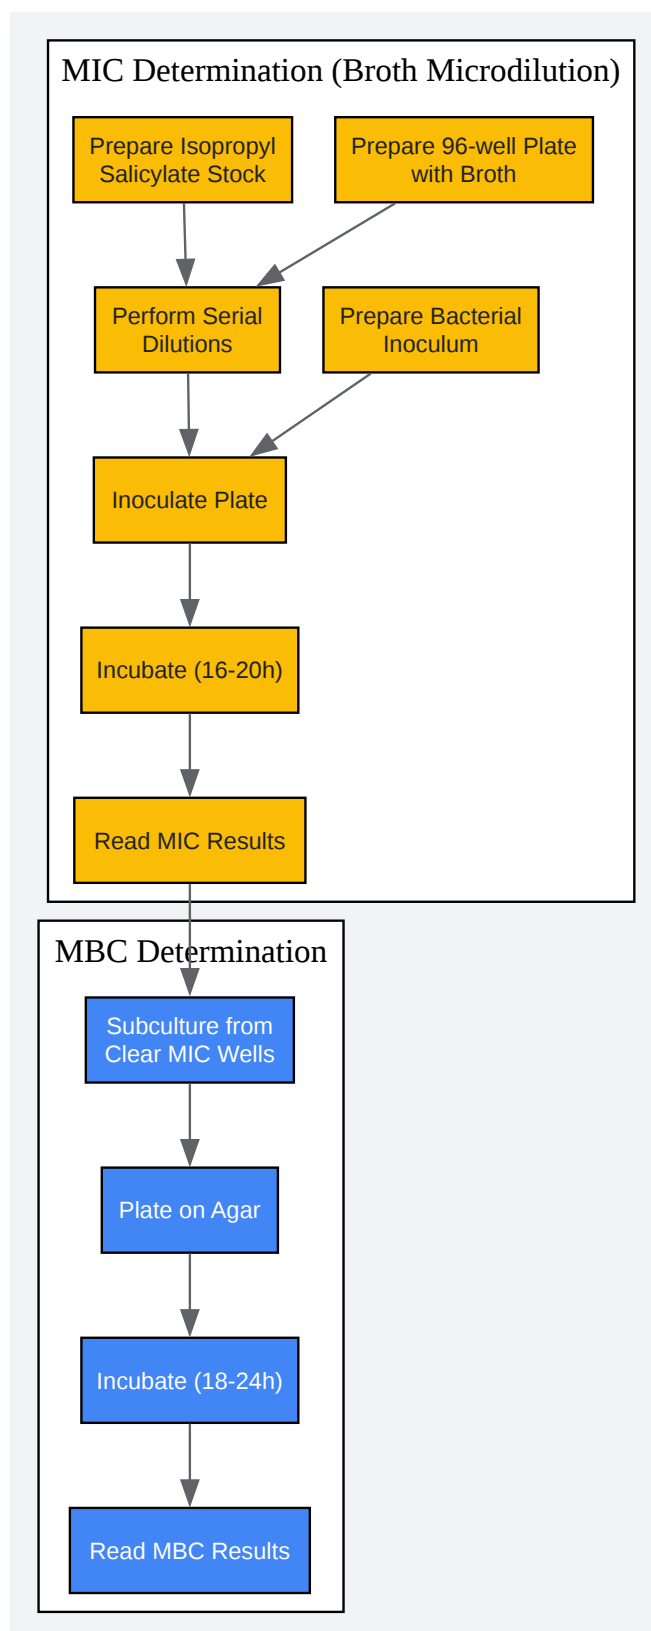 MIC Determination (Broth Microdilution)
Prepare Isopropyl
Salicylate Stock
Prepare 96-well Plate
with Broth
Perform Serial
Dilutions
Prepare Bacterial
Inoculum
Inoculate Plate
Incubate (16-20h)
Read MIC Results
MBC Determination
Subculture from
Clear MIC Wells
Plate on Agar
Incubate (18-24h)
Read MBC Results